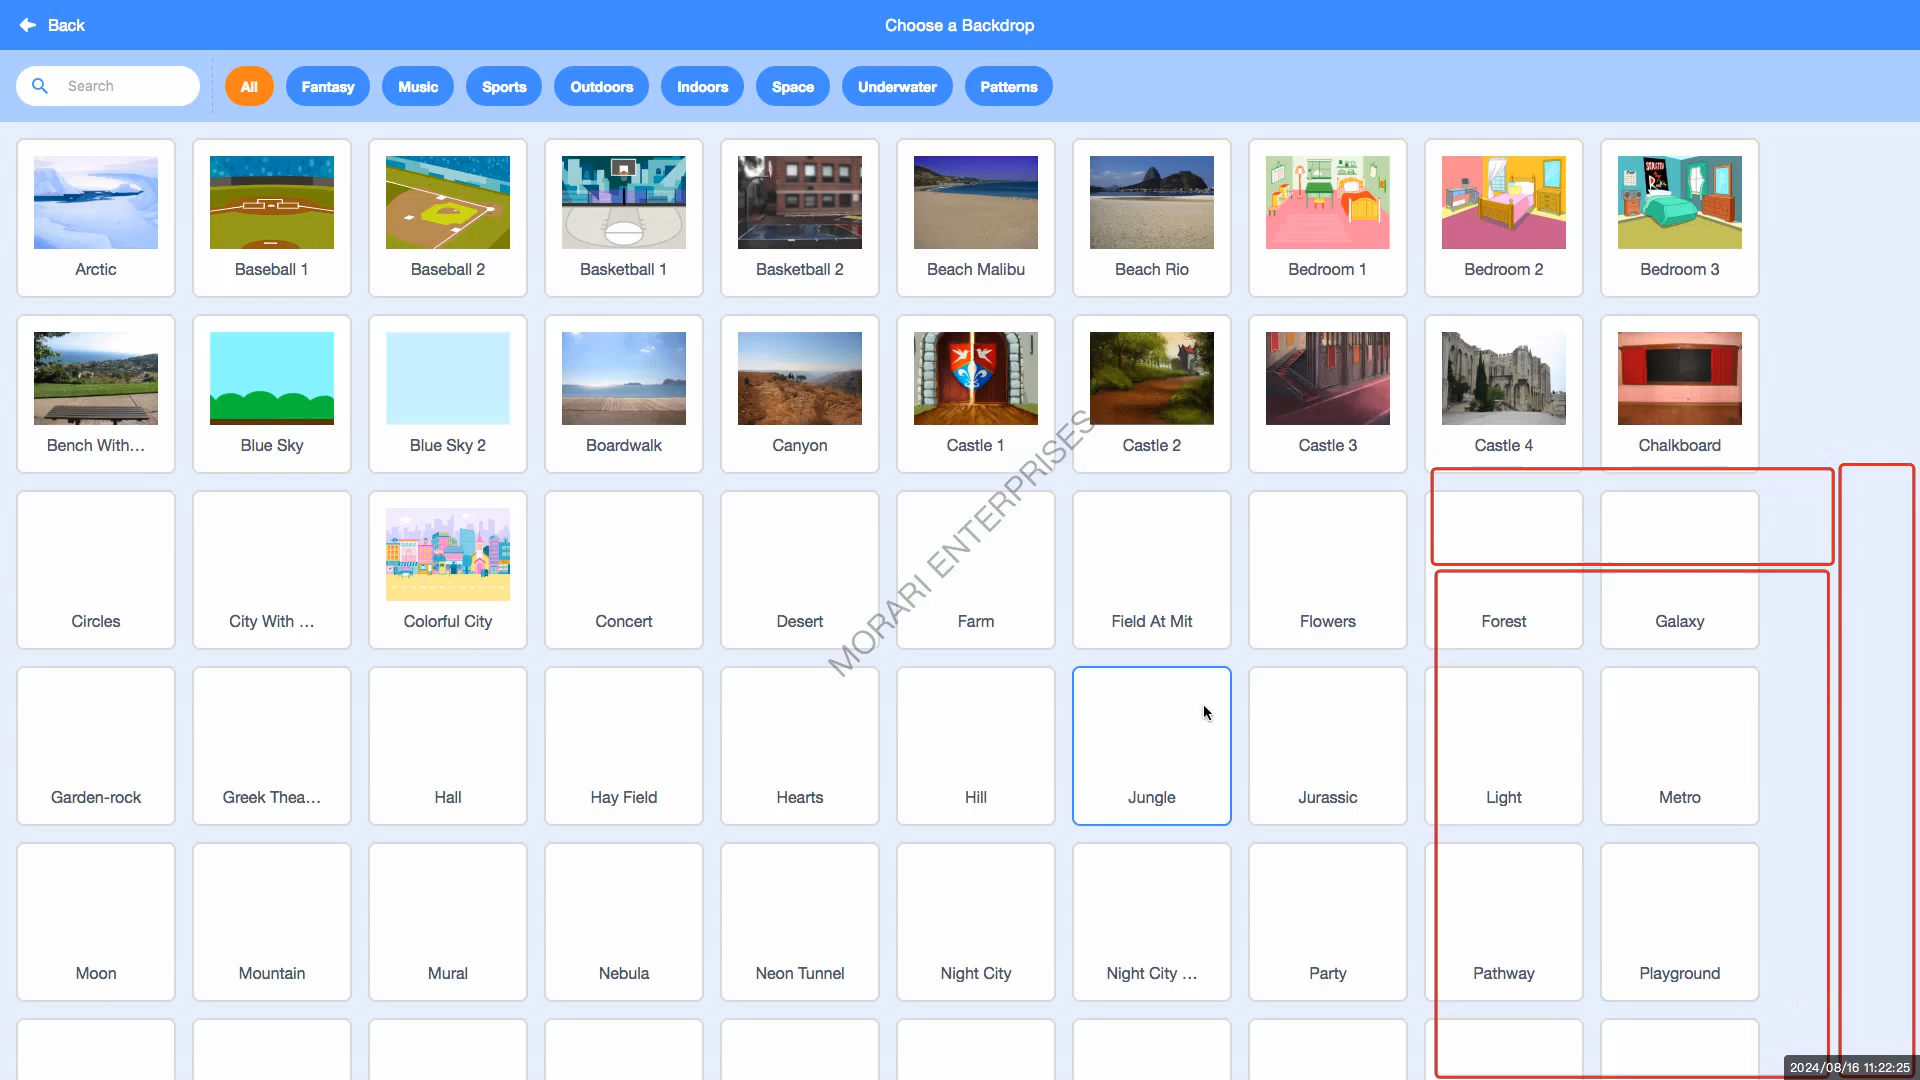 Back
Choose a Backdrop
Search
All
Fantasy
Music
Sports
Outdoors
Indoors
Space
Underwater
Patterns
Arctic
Baseball 1
Baseball 2
Basketball 1
Basketball 2
Beach Malibu
Beach Rio
Bedroom 1
Bedroom 2
Bedroom 3
Bench With...
Blue Sky
Blue Sky 2
Boardwalk
Canyon
Castle 1
Castle 2
Castle 3
Castle 4
Chalkboard
Circles
City With ...
Colorful City
Concert
Desert
Farm
Field At Mit
Flowers
Forest
Galaxy
MORARI ENTERPRISES
Garden-rock
Greek Thea...
Hall
Hay Field
Hearts
Hill
Jungle
Jurassic
Light
Metro
Moon
Mountain
Mural
Nebula
Neon Tunnel
Night City
Night City ...
Party
Pathway
Playground
2024/08/16 11:22:25